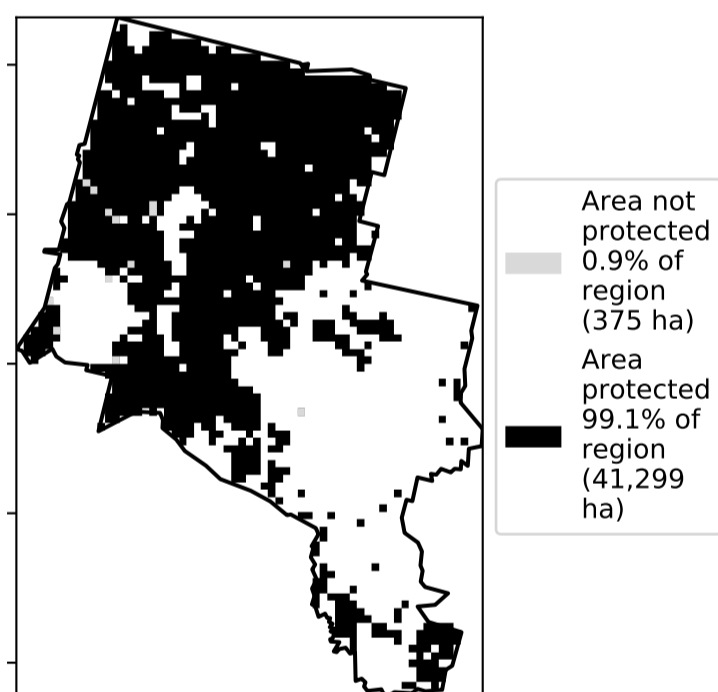 Area not
protected
0.9% of
region
(375 ha)
Area
protected
99.1% of
region
(41,299
ha)